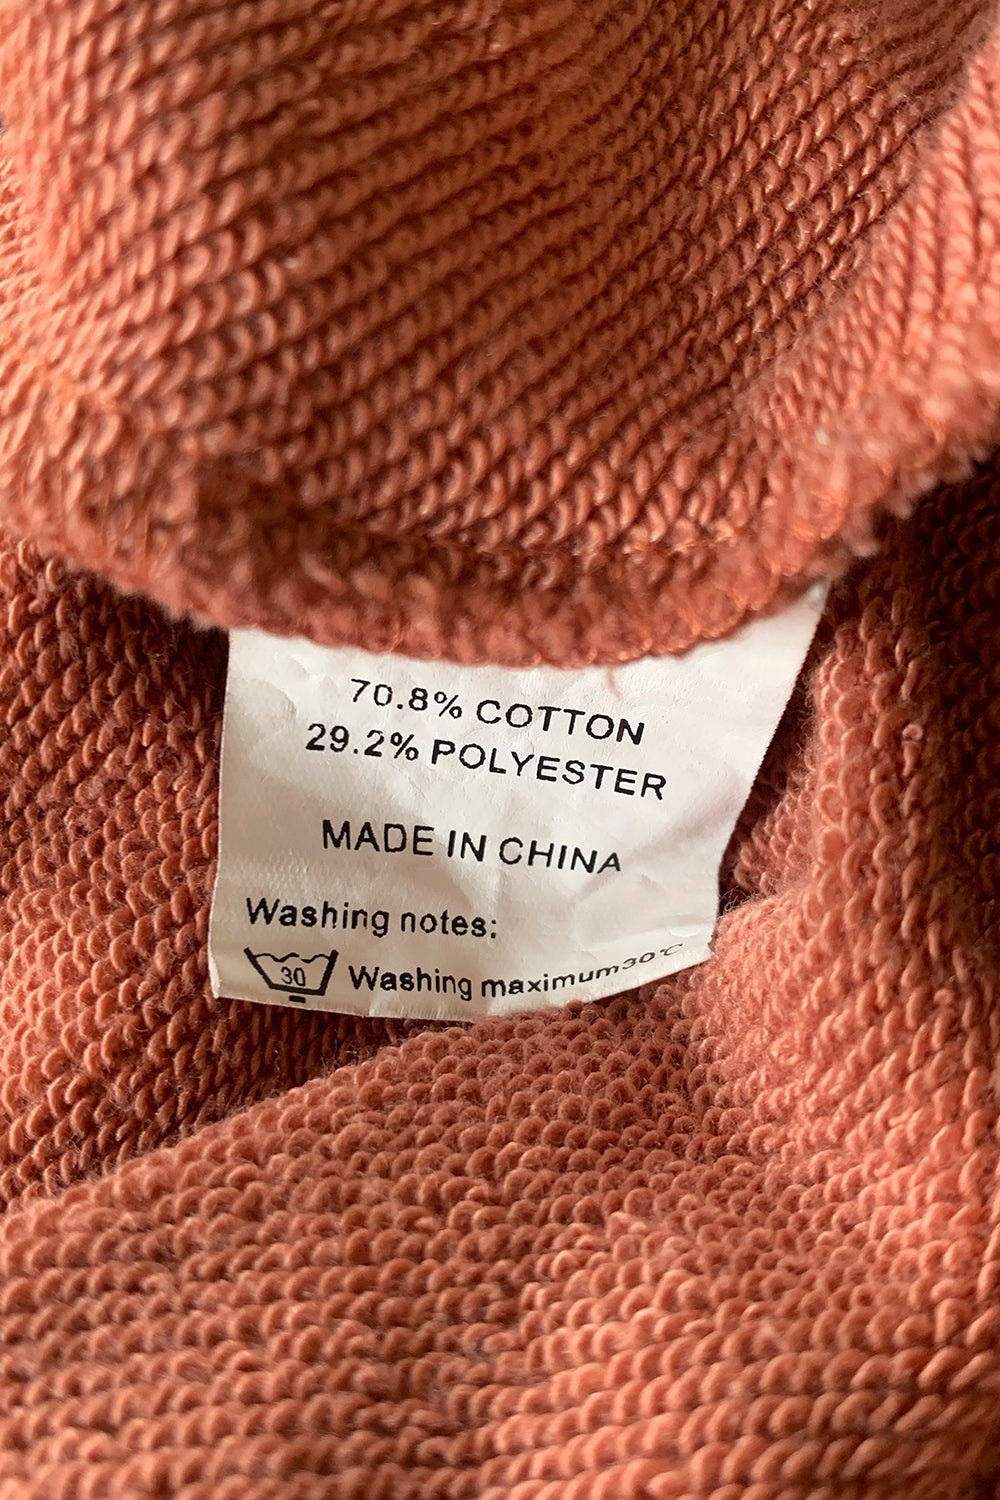 70.8% COTTON
29.2% POLYESTER
MADE IN CHINA
Washing notes:
30 Washing maximum30℃